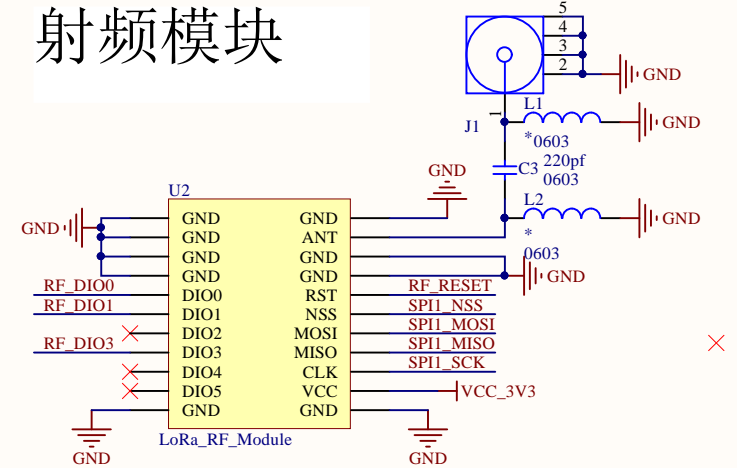 射频模块
5
4
3
2
GND
1
J1
L1
*
0603
GND
C3
220pf
0603
L2
*
0603
GND
GND
U2
GND
GND GND
GND ANT
GND GND
GND GND
GND
RF_DIO0 DIO0 RST RF_RESET
RF_DIO1 DIO1 NSS SPI1_NSS
DIO2 MOSI SPI1_MOSI
RF_DIO3 DIO3 MISO SPI1_MISO
DIO4 CLK SPI1_SCK
DIO5 VCC VCC_3V3
GND GND
LoRa_RF_Module
GND GND